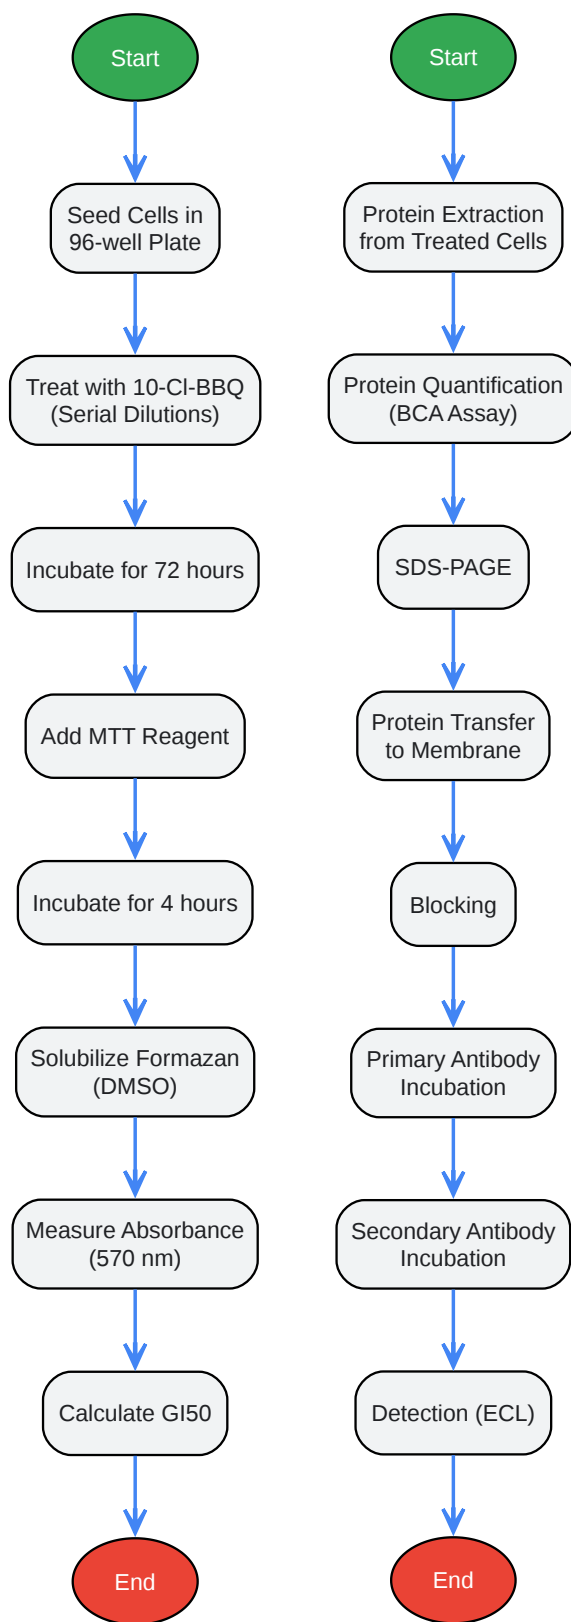 Start
Seed Cells in
96-well Plate
Treat with 10-Cl-BBQ
(Serial Dilutions)
Incubate for 72 hours
Add MTT Reagent
Incubate for 4 hours
Solubilize Formazan
(DMSO)
Measure Absorbance
(570 nm)
Calculate GI50
End
Start
Protein Extraction
from Treated Cells
Protein Quantification
(BCA Assay)
SDS-PAGE
Protein Transfer
to Membrane
Blocking
Primary Antibody
Incubation
Secondary Antibody
Incubation
Detection (ECL)
End